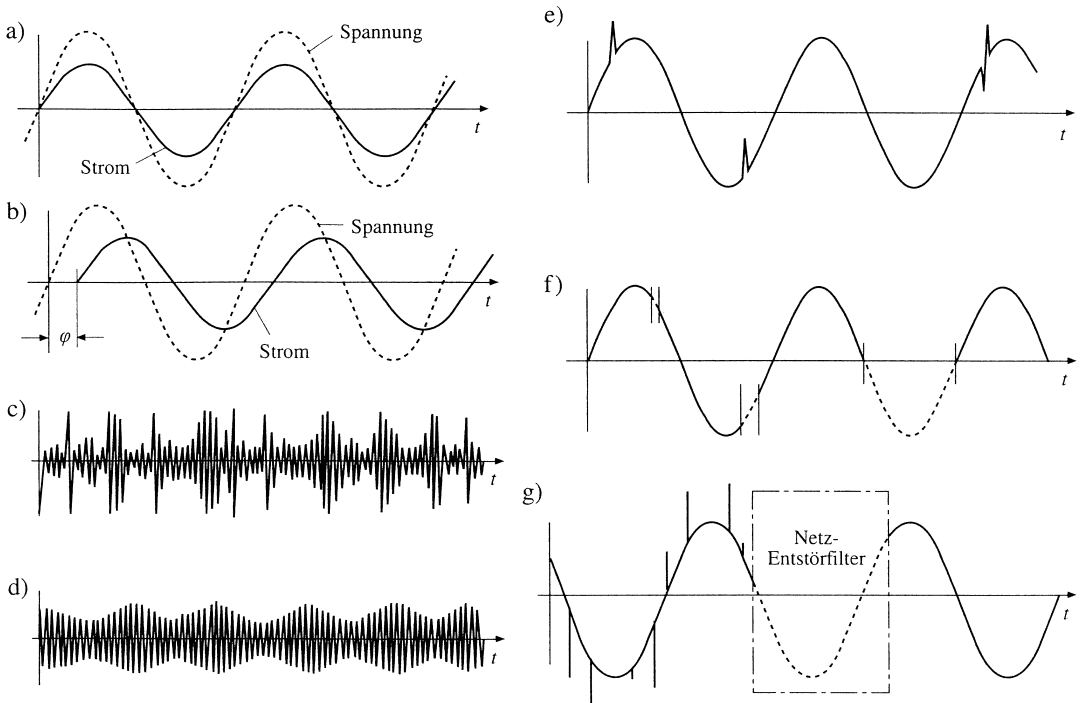 a)
Spannung
Strom
t
b)
Spannung
Strom
φ
t
c)
t
d)
t
e)
t
f)
t
g)
Netz-
Entstörfilter
t